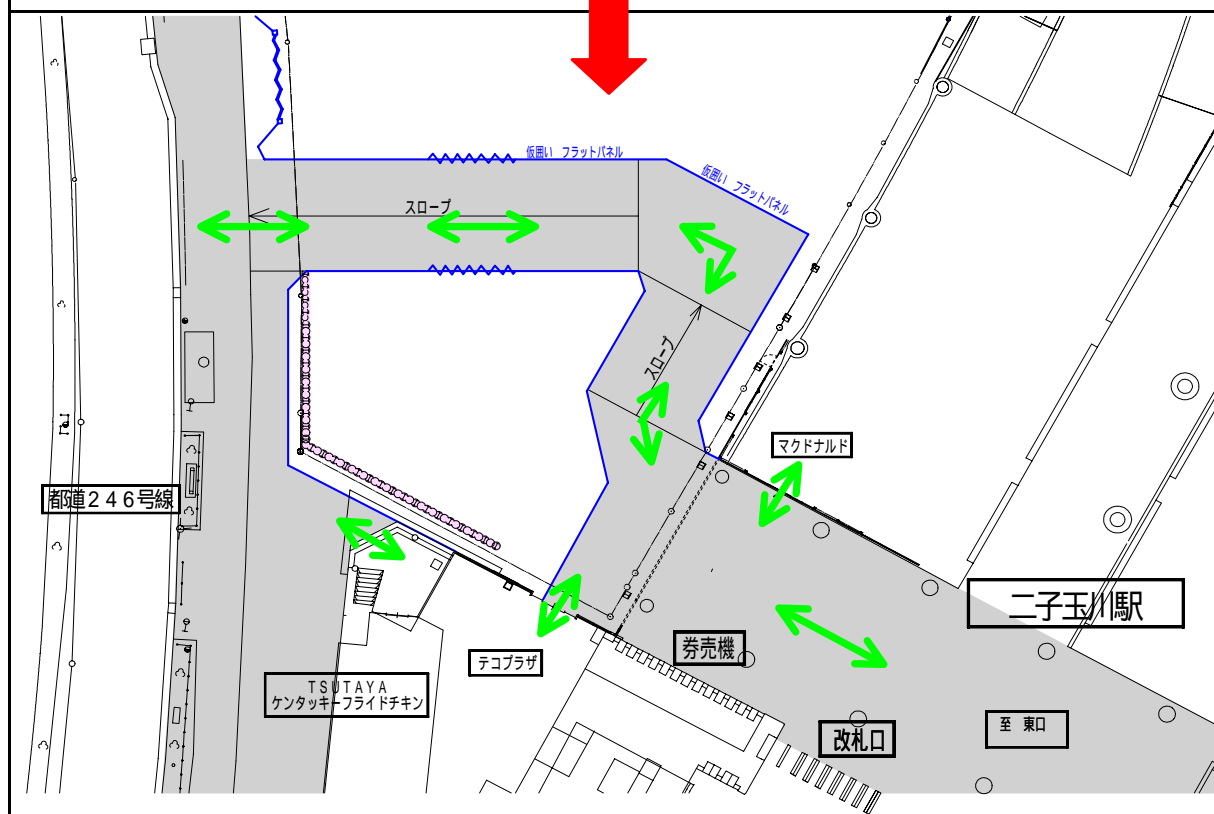 仮囲い フラットパネル
仮囲い フラットパネル
スロープ
スロープ
マクドナルド
都道２４６号線
二子玉川駅
テコプラザ
券売機
TSUTAYA
ケンタッキーフライドチキン
改札口
至 東口